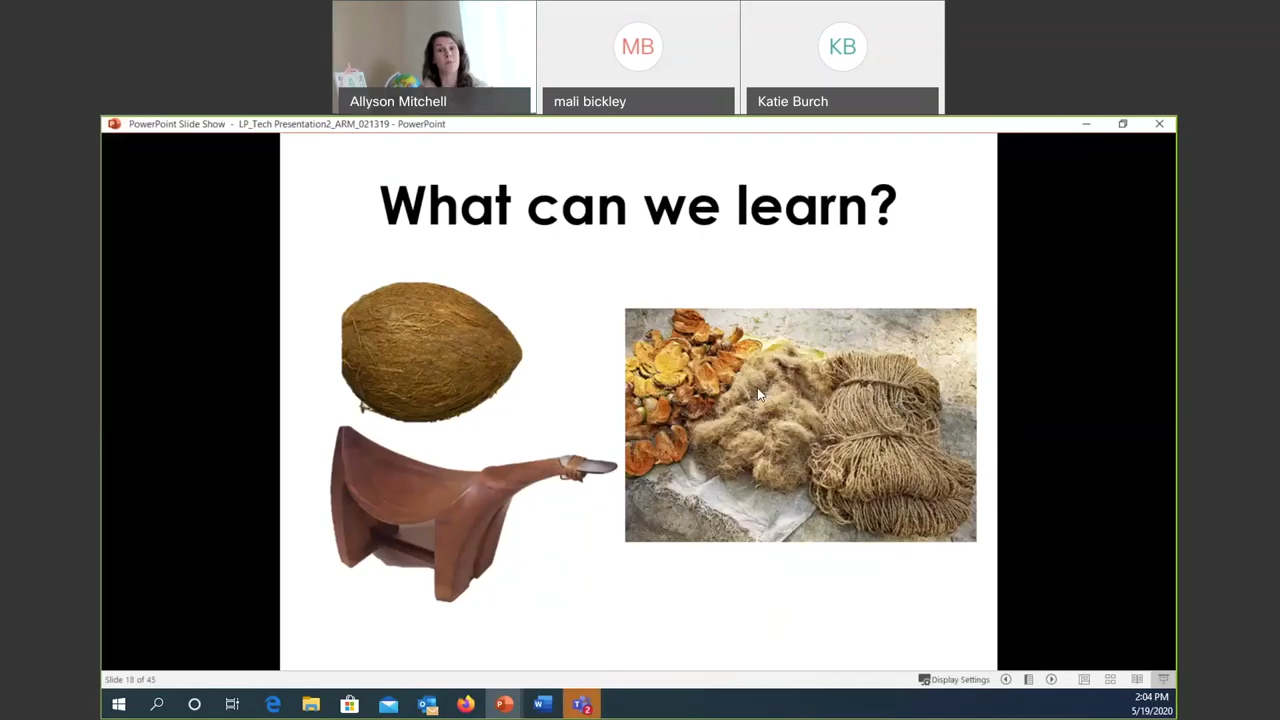 MB
KB
Allyson Mitchell
mali bickley
Katie Burch
PowerPoint Slide Show - LP_Tech Presentation2_ARM_021319 - PowerPoint
What can we learn?
Slide 18 of 45
Display Settings
2:04 PM
5/19/2020